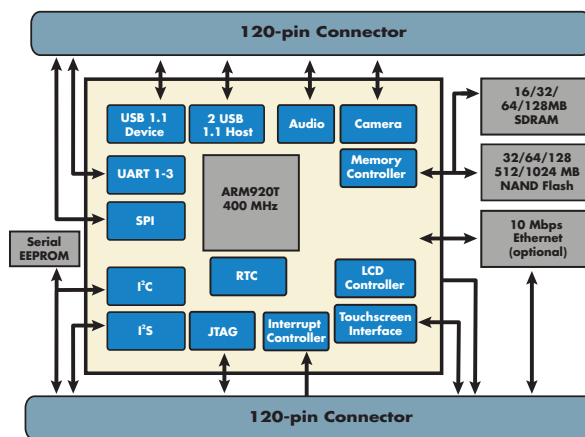 120-pin Connector
USB 1.1
Device
2 USB
1.1 Host
Audio
Camera
16/32/
64/128MB
SDRAM
UART 1-3
ARM920T
400 MHz
Memory
Controller
32/64/128
512/1024 MB
NAND Flash
SPI
Serial
EEPROM
10 Mbps
Ethernet
(optional)
I²C
RTC
LCD
Controller
I²S
JTAG
Interrupt
Controller
Touchscreen
Interface
120-pin Connector